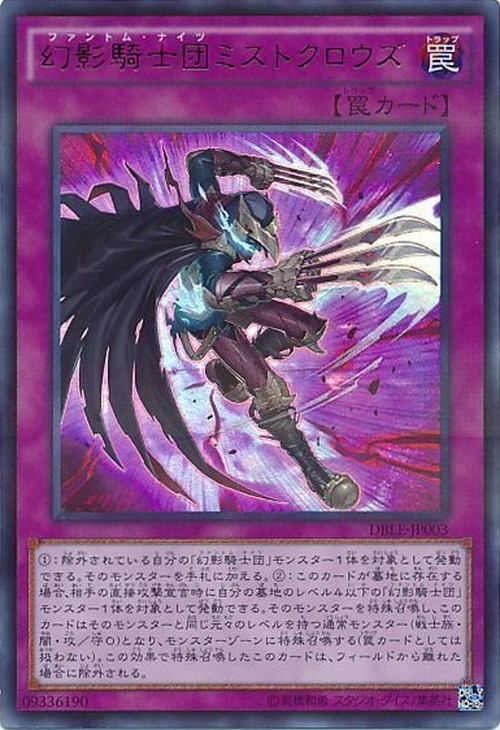 ファントム・ナイツ
幻影騎士団ミストクロウズ
トラップ
罠
トラップ
【罠カード】
DBLE-JP003
①:除外されている自分の「幻影騎士団」モンスター1体を対象として発動
できる。そのモンスターを手札に加える。②:このカードが墓地に存在する
場合、相手の直接攻撃宣言時に自分の墓地のレベル4以下の「幻影騎士団」
モンスター1体を対象として発動できる。そのモンスターを特殊召喚し、この
カードはそのモンスターと同じ元々のレベルを持つ通常モンスター(戦士族・
闇・攻/守0)となり、モンスターゾーンに特殊召喚する(罠カードとしては
扱わない)。この効果で特殊召喚したこのカードは、フィールドから離れた
場合に除外される。
09336190
©高橋和希 スタジオ・ダイス/集英社